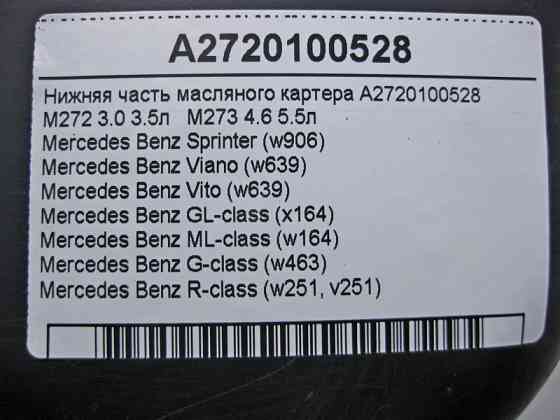 A2720100528
Нижняя часть масляного картера A2720100528
M272 3.0 3.5л M273 4.6 5.5л
Mercedes Benz Sprinter (w906)
Mercedes Benz Viano (w639)
Mercedes Benz Vito (w639)
Mercedes Benz GL-class (x164)
Mercedes Benz ML-class (w164)
Mercedes Benz G-class (w463)
Mercedes Benz R-class (w251, v251)